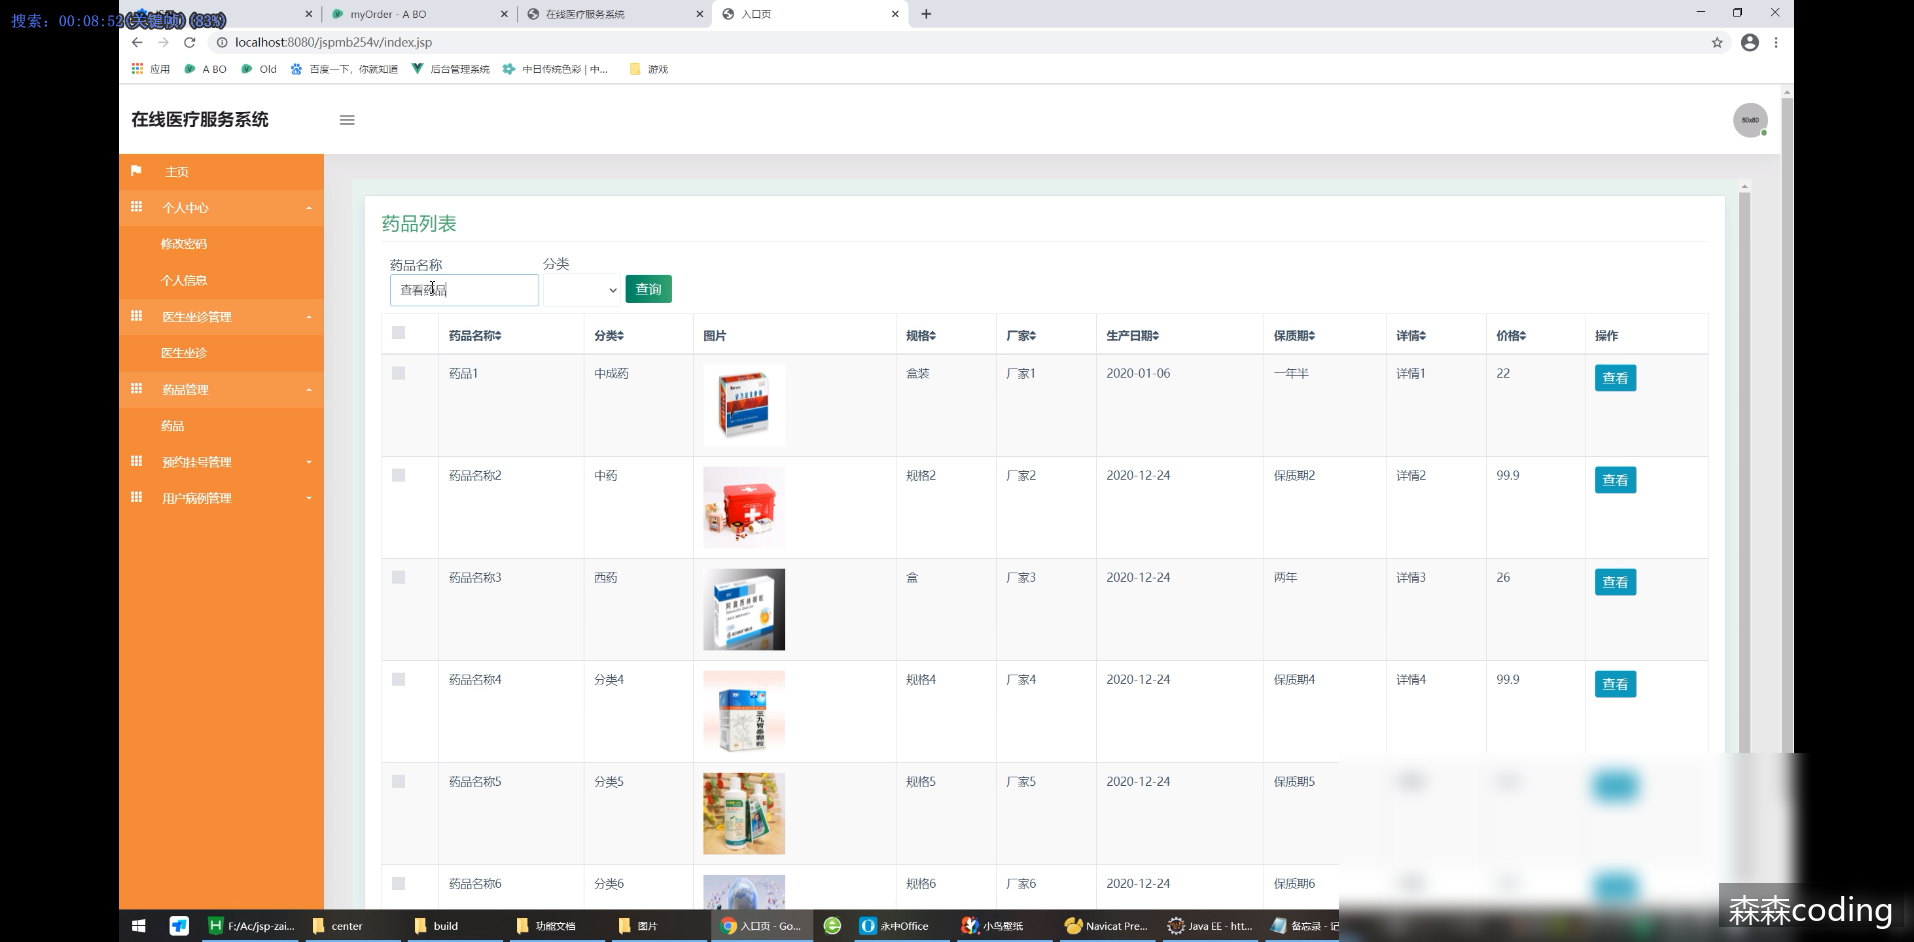 搜索: 00:08:52(关键帧)(83%)
myOrder - A BO
在线医疗服务系统
入口页
localhost:8080/jspmb254v/index.jsp
应用
A BO
Old
百度一下，你就知道
后台管理系统
中日传统色彩 | 中...
游戏
在线医疗服务系统
80x80
主页
个人中心
修改密码
个人信息
医生坐诊管理
医生坐诊
药品管理
药品
预约挂号管理
用户病例管理
药品列表
药品名称
分类
查看药品
查询
药品名称 分类 图片 规格 厂家 生产日期 保质期 详情 价格 操作
药品1 中成药 盒装 厂家1 2020-01-06 一年半 详情1 22 查看
药品名称2 中药 规格2 厂家2 2020-12-24 保质期2 详情2 99.9 查看
药品名称3 西药 盒 厂家3 2020-12-24 两年 详情3 26 查看
药品名称4 分类4 规格4 厂家4 2020-12-24 保质期4 详情4 99.9 查看
药品名称5 分类5 规格5 厂家5 2020-12-24 保质期5
药品名称6 分类6 规格6 厂家6 2020-12-24 保质期6
F:/Ac/jsp-zai...
center
build
功能文档
图片
入口页 - Go...
永中Office
小鸟壁纸
Navicat Pre...
Java EE - htt...
备忘录 - 记
森森coding